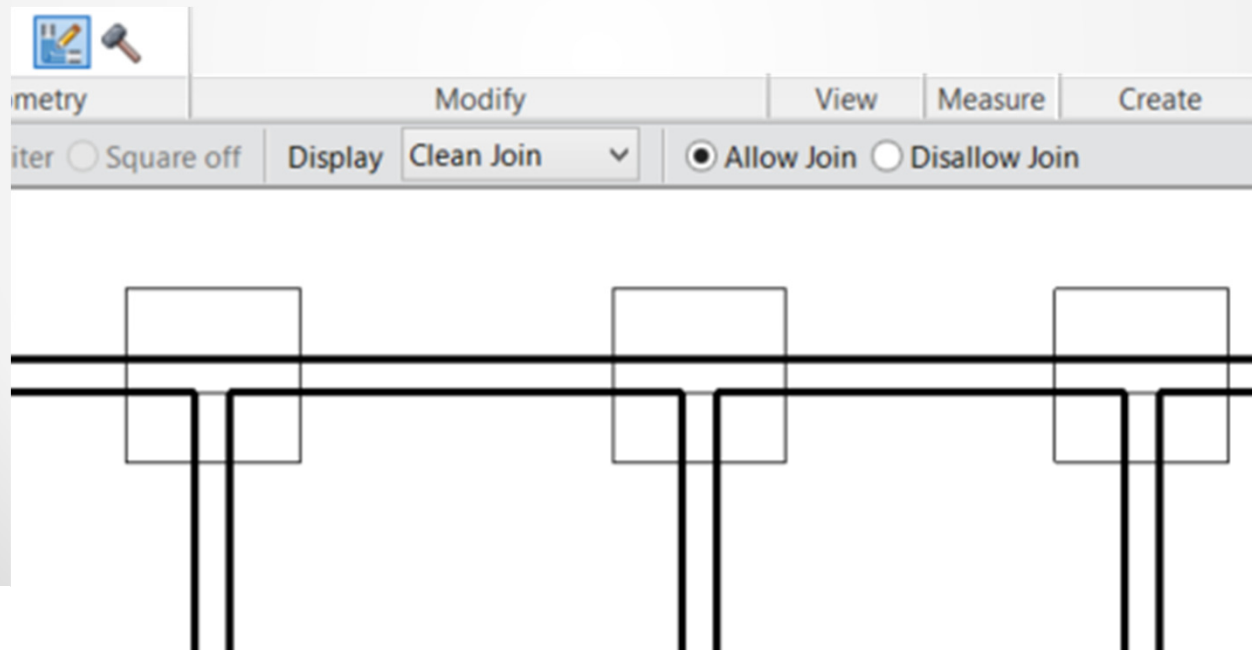 ometry Modify View Measure Create
iter Square off Display Clean Join Allow Join Disallow Join